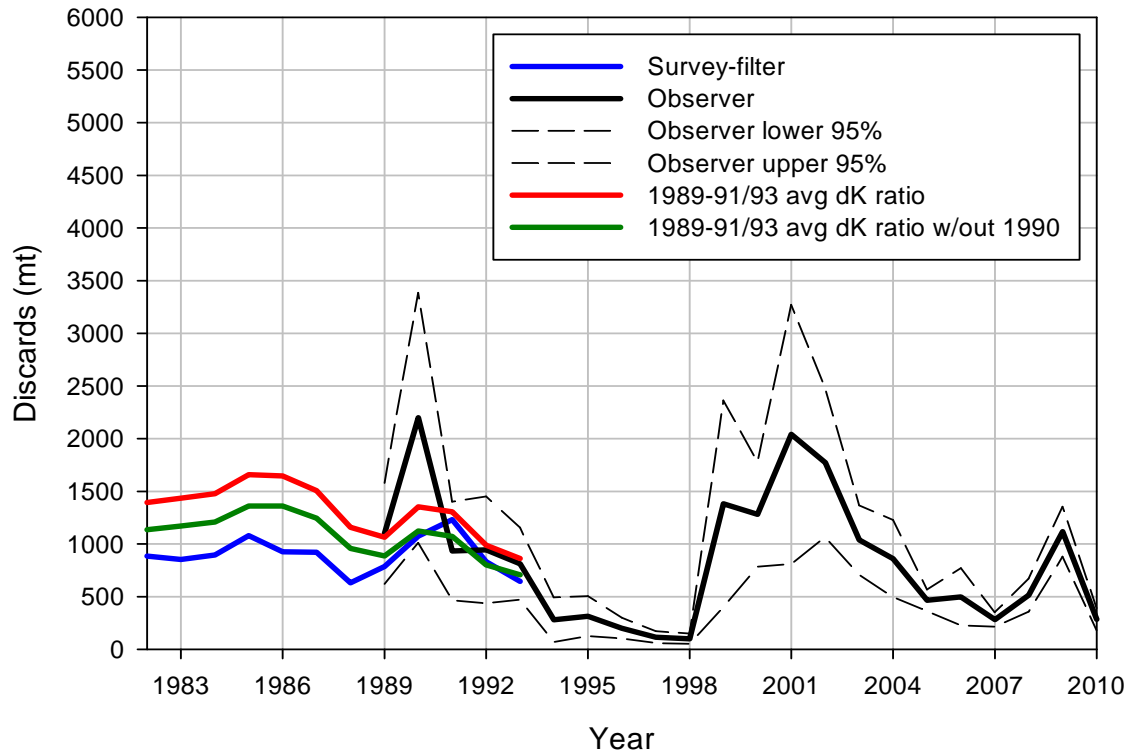 6000
5500
5000
4500
4000
3500
3000
2500
2000
1500
1000
500
0
Discards (mt)
Survey-filter
Observer
Observer lower 95%
Observer upper 95%
1989-91/93 avg dK ratio
1989-91/93 avg dK ratio w/out 1990
1983 1986 1989 1992 1995 1998 2001 2004 2007 2010
Year